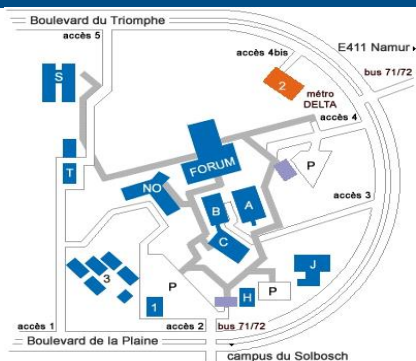 Boulevard du Triomphe
accès 5
accès 4bis
E411 Namur
bus 71/72
S
2
métro
DELTA
accès 4
FORUM
P
T
NO
B
A
accès 3
C
3
J
P
P
H
1
accès 1
accès 2
bus 71/72
Boulevard de la Plaine
campus du Solbosch